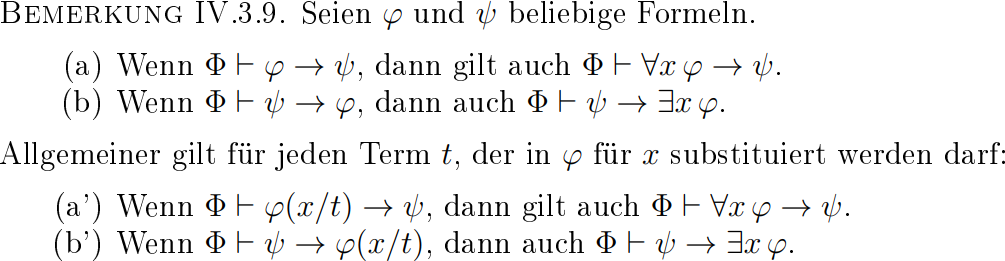 BEMERKUNG IV.3.9. Seien φ und ψ beliebige Formeln.
(a) Wenn Φ ⊢ φ → ψ, dann gilt auch Φ ⊢ ∀x φ → ψ.
(b) Wenn Φ ⊢ ψ → φ, dann auch Φ ⊢ ψ → ∃x φ.
Allgemeiner gilt für jeden Term t, der in φ für x substituiert werden darf:
(a') Wenn Φ ⊢ φ(x/t) → ψ, dann gilt auch Φ ⊢ ∀x φ → ψ.
(b') Wenn Φ ⊢ ψ → φ(x/t), dann auch Φ ⊢ ψ → ∃x φ.